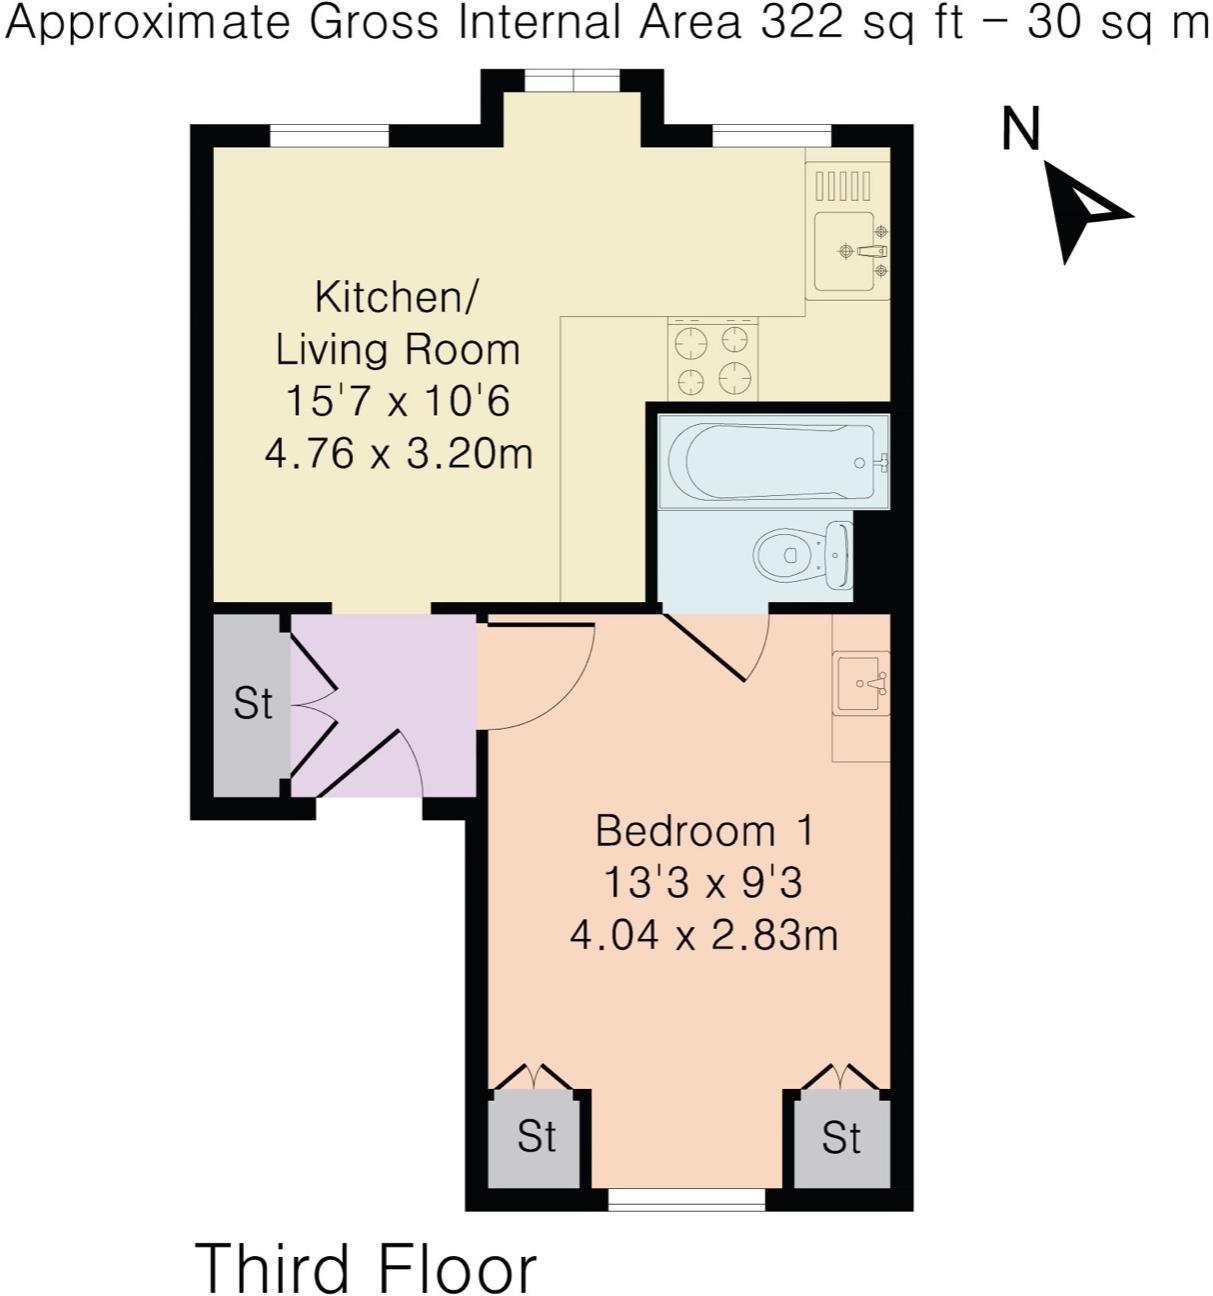 Approximate Gross Internal Area 322 sq ft – 30 sq m
N
Kitchen/
Living Room
15'7 x 10'6
4.76 x 3.20m
St
Bedroom 1
13'3 x 9'3
4.04 x 2.83m
St
St
Third Floor